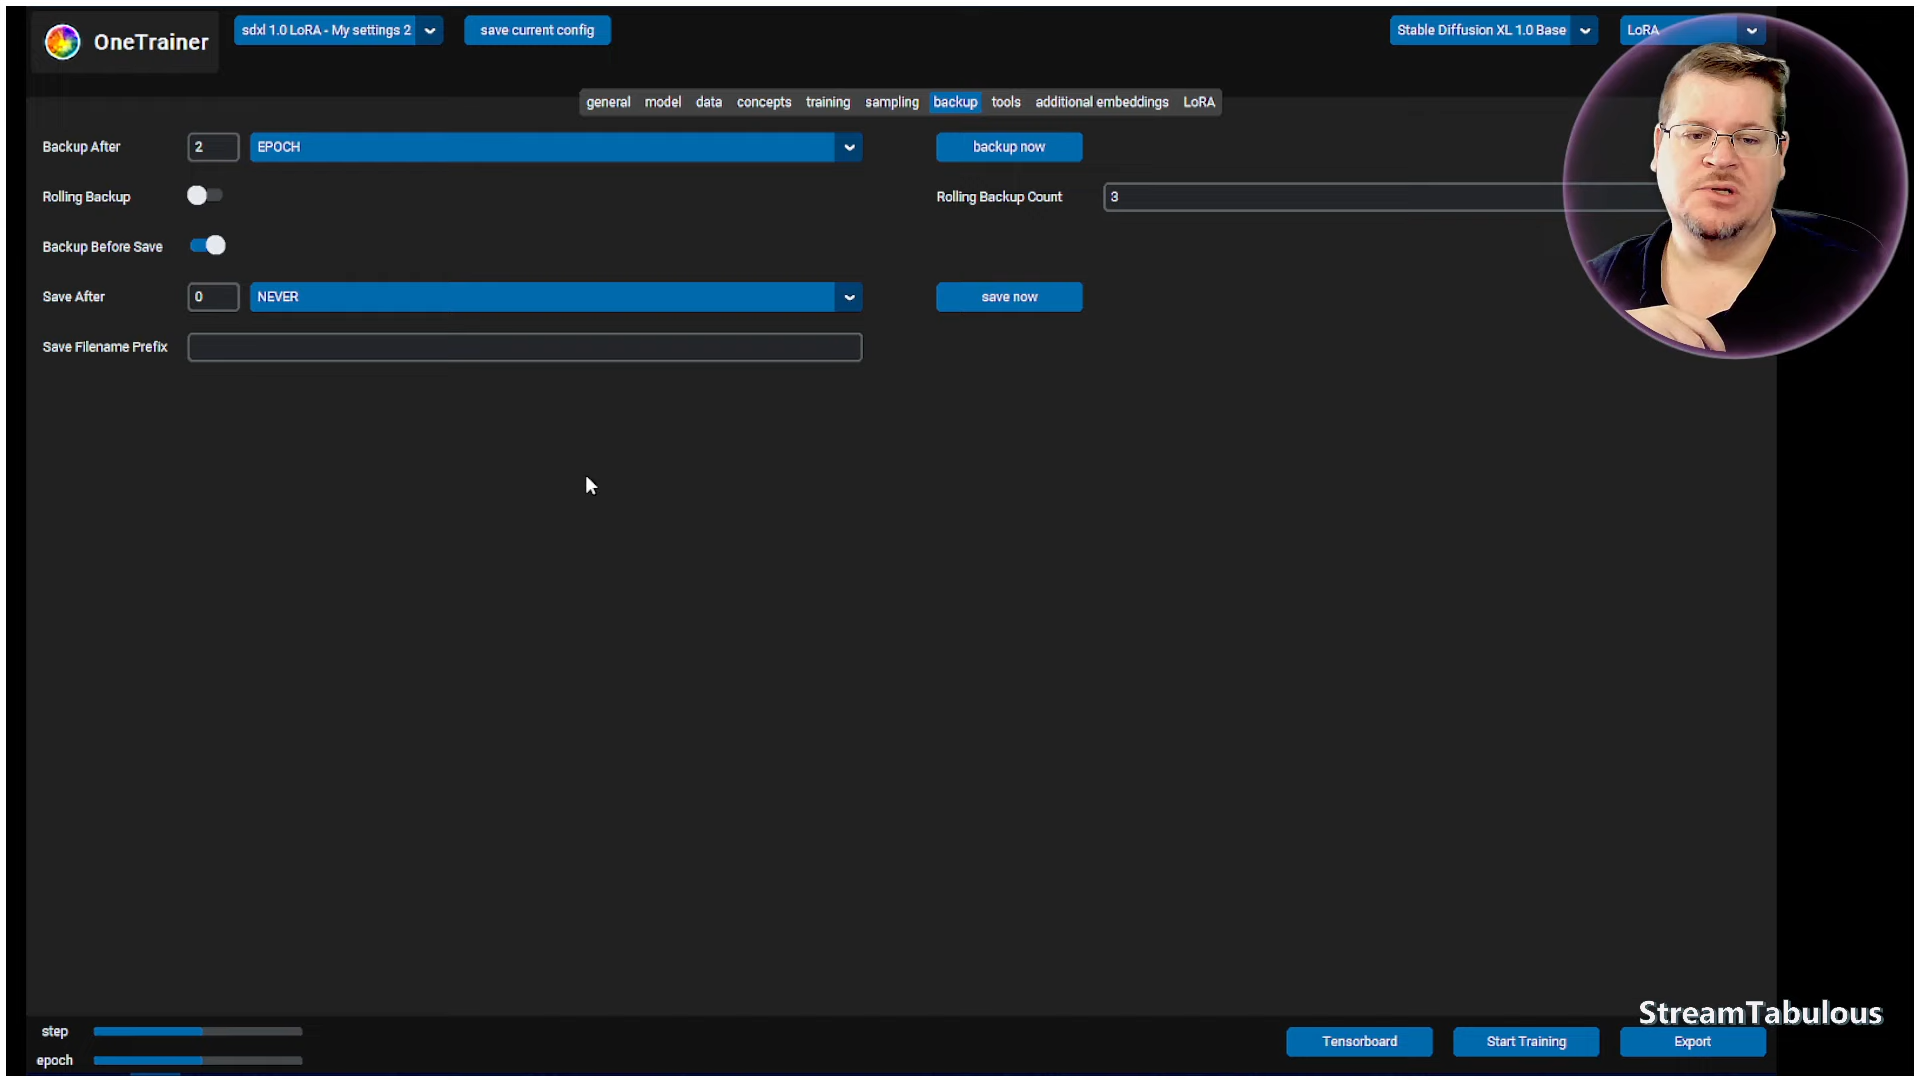 OneTrainer
sdxl 1.0 LoRA - My settings 2
save current config
Stable Diffusion XL 1.0 Base
LoRA
general model data concepts training sampling backup tools additional embeddings LoRA
Backup After 2 EPOCH backup now
Rolling Backup Rolling Backup Count 3
Backup Before Save
Save After 0 NEVER save now
Save Filename Prefix
StreamTabulous
step
epoch
Tensorboard Start Training Export